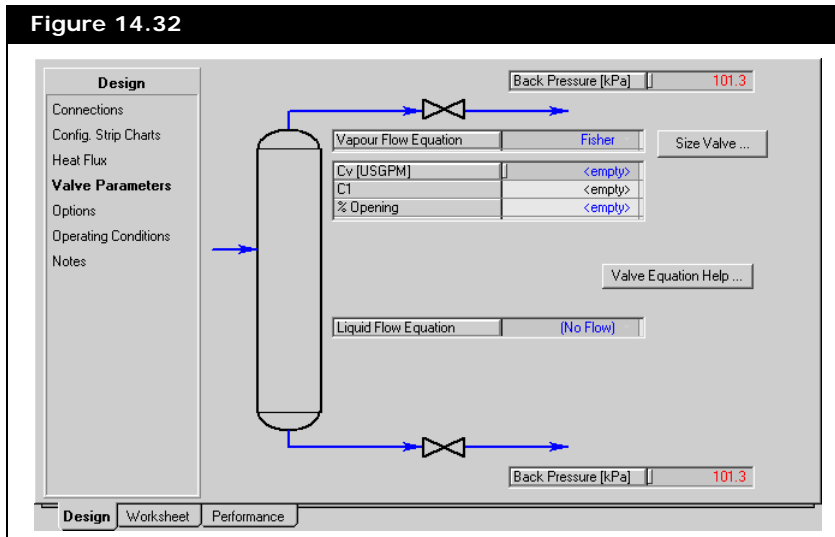 Figure 14.32
Design
Connections
Config. Strip Charts
Heat Flux
Valve Parameters
Options
Operating Conditions
Notes
Back Pressure [kPa] 101.3
Vapour Flow Equation Fisher
Size Valve ...
Cv [USGPM] <empty>
C1 <empty>
% Opening <empty>
Valve Equation Help ...
Liquid Flow Equation (No Flow)
Back Pressure [kPa] 101.3
Design Worksheet Performance